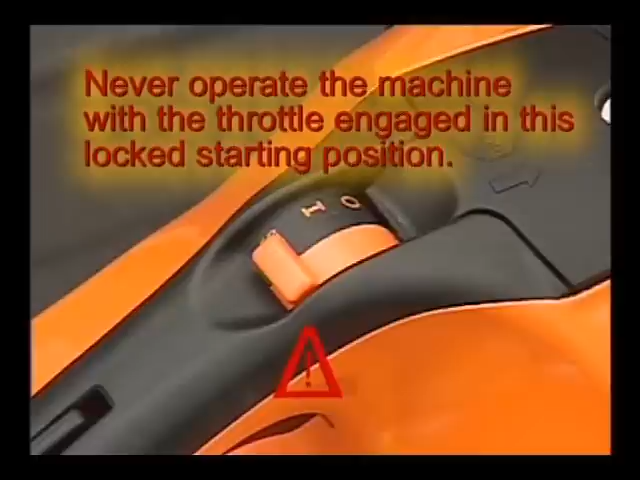 Never operate the machine
with the throttle engaged in this
locked starting position.
I O
!